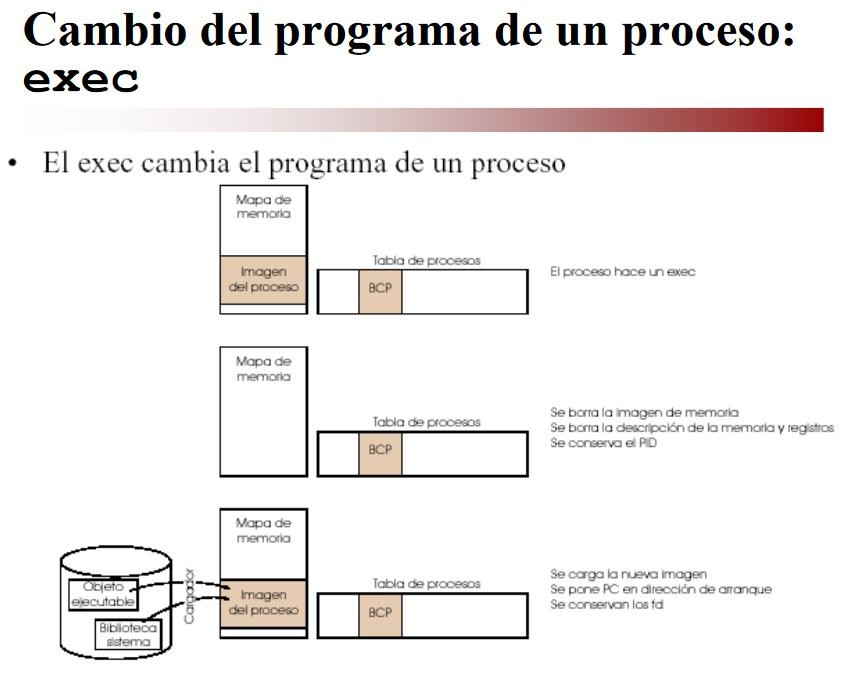 Cambio del programa de un proceso:
exec
• El exec cambia el programa de un proceso
Mapa de
memoria
Imagen
del proceso
Tabla de procesos
BCP
El proceso hace un exec
Mapa de
memoria
Tabla de procesos
BCP
Se borra la imagen de memoria
Se borra la descripción de la memoria y registros
Se conserva el PID
Objeto
ejecutable
Biblioteca
sistema
Cargador
Mapa de
memoria
Imagen
del proceso
Tabla de procesos
BCP
Se carga la nueva imagen
Se pone PC en dirección de arranque
Se conservan los fd